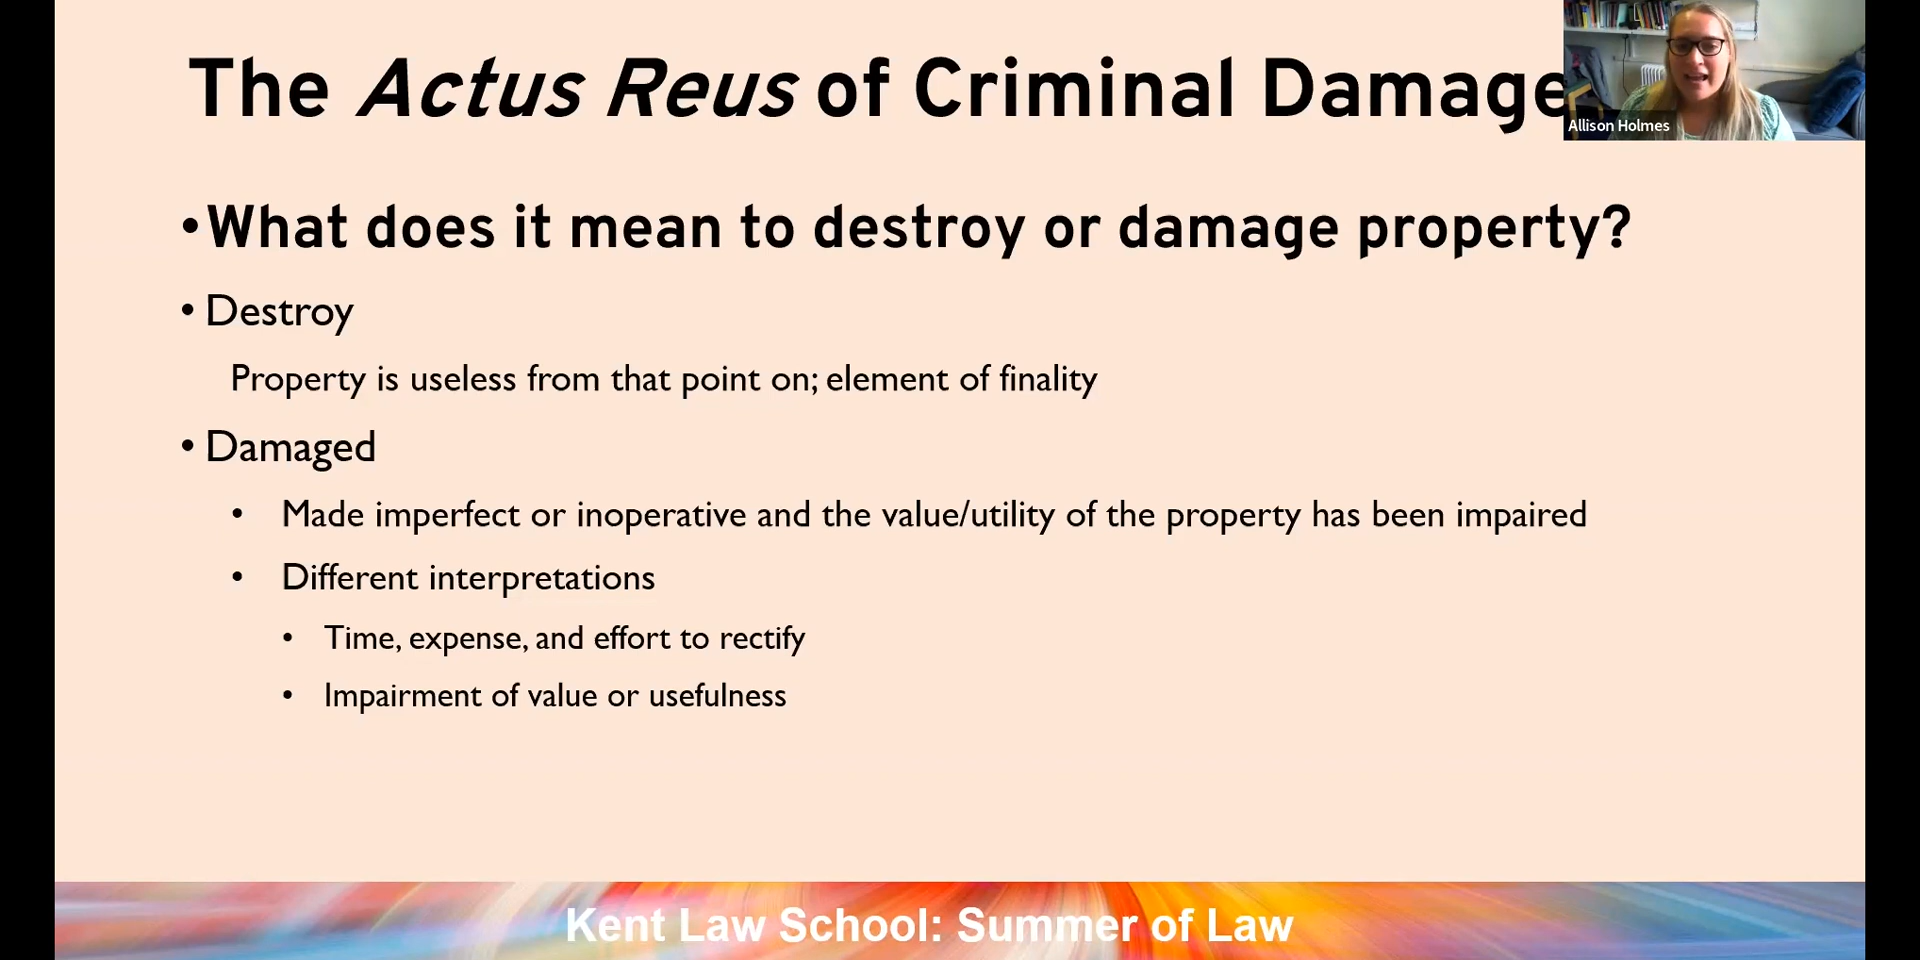 The Actus Reus of Criminal Damage
Allison Holmes
•What does it mean to destroy or damage property?
• Destroy
Property is useless from that point on; element of finality
• Damaged
• Made imperfect or inoperative and the value/utility of the property has been impaired
• Different interpretations
• Time, expense, and effort to rectify
• Impairment of value or usefulness
Kent Law School: Summer of Law